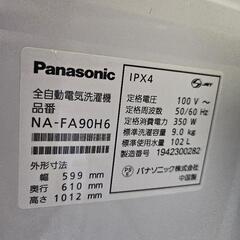 Panasonic
全自動電気洗濯機
品番
NA-FA90H6
外形寸法
幅 599 mm
奥行 610 mm
高さ 1012 mm
IPX4
JET
定格電圧 100 V ～
定格周波数 50/60 Hz
定格消費電力 350 W
標準洗濯容量 9.0 kg
標準使用水量 102 L
製造番号 1942300282
PS E
パナソニック株式会社
中国製